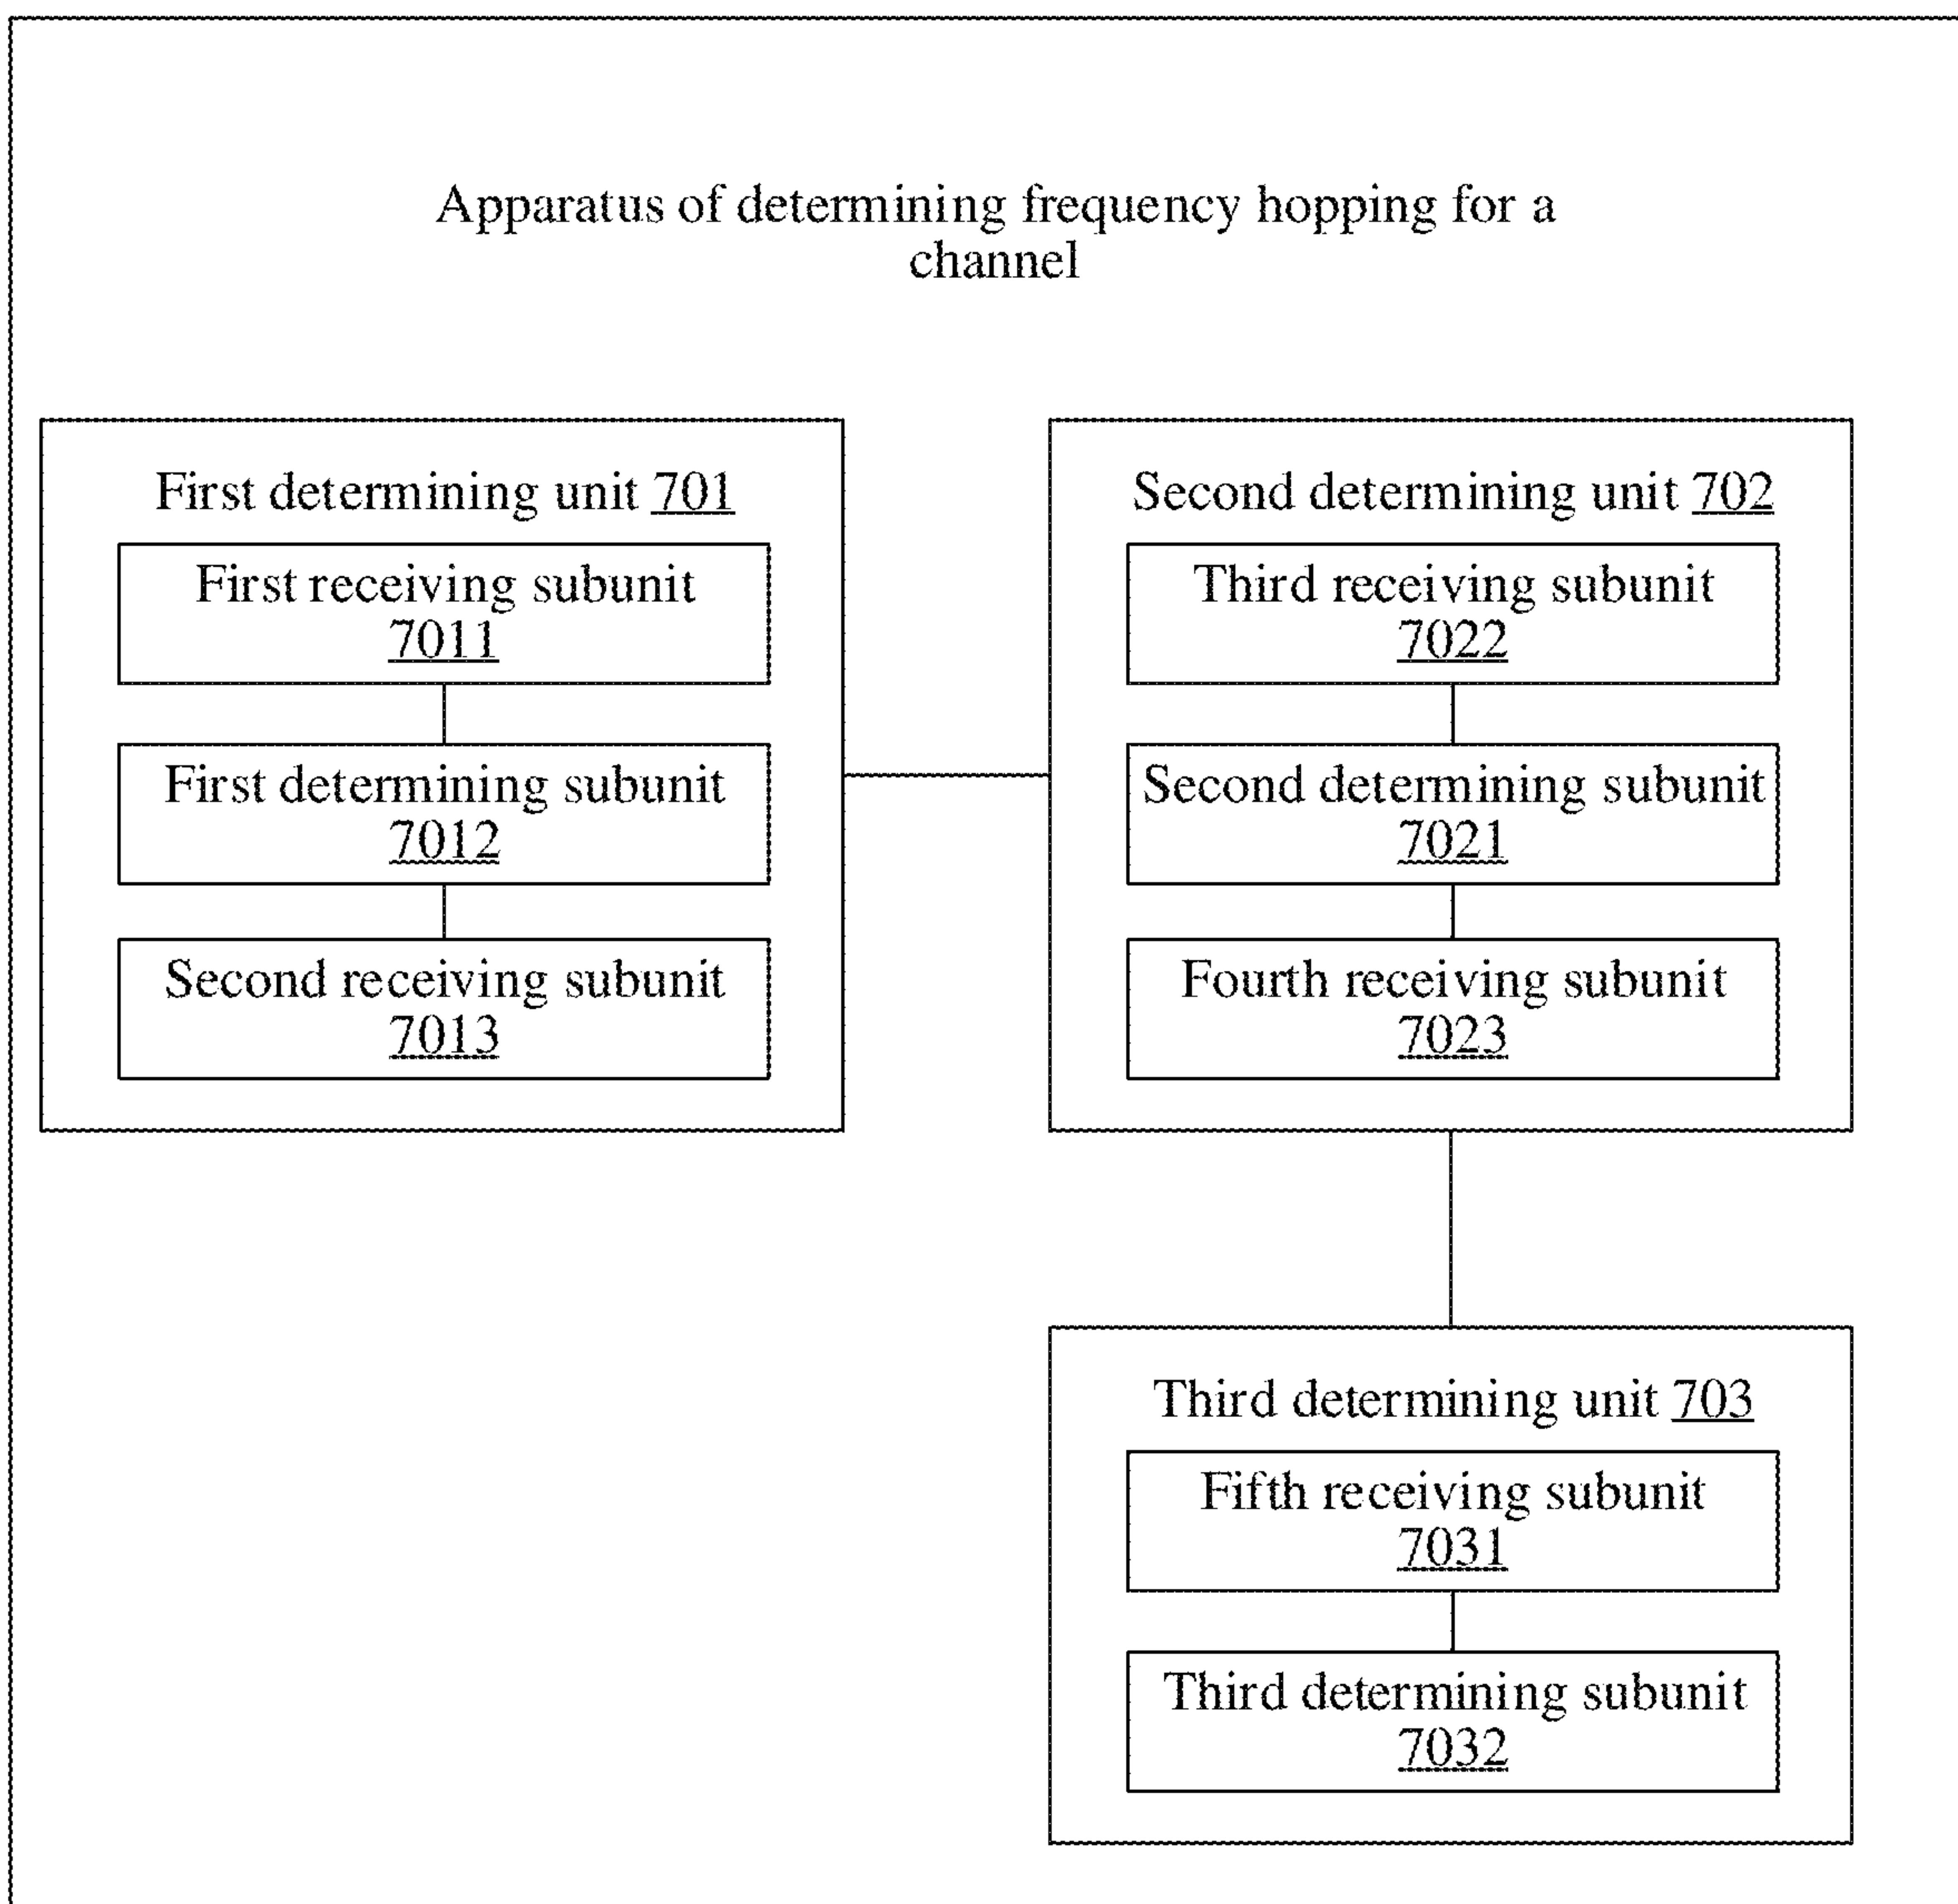 Apparatus of determining frequency hopping for a
channel
First determining unit 701
First receiving subunit
7011
First determining subunit
7012
Second receiving subunit
7013
Second determining unit 702
Third receiving subunit
7022
Second determining subunit
7021
Fourth receiving subunit
7023
Third determining unit 703
Fifth receiving subunit
7031
Third determining subunit
7032